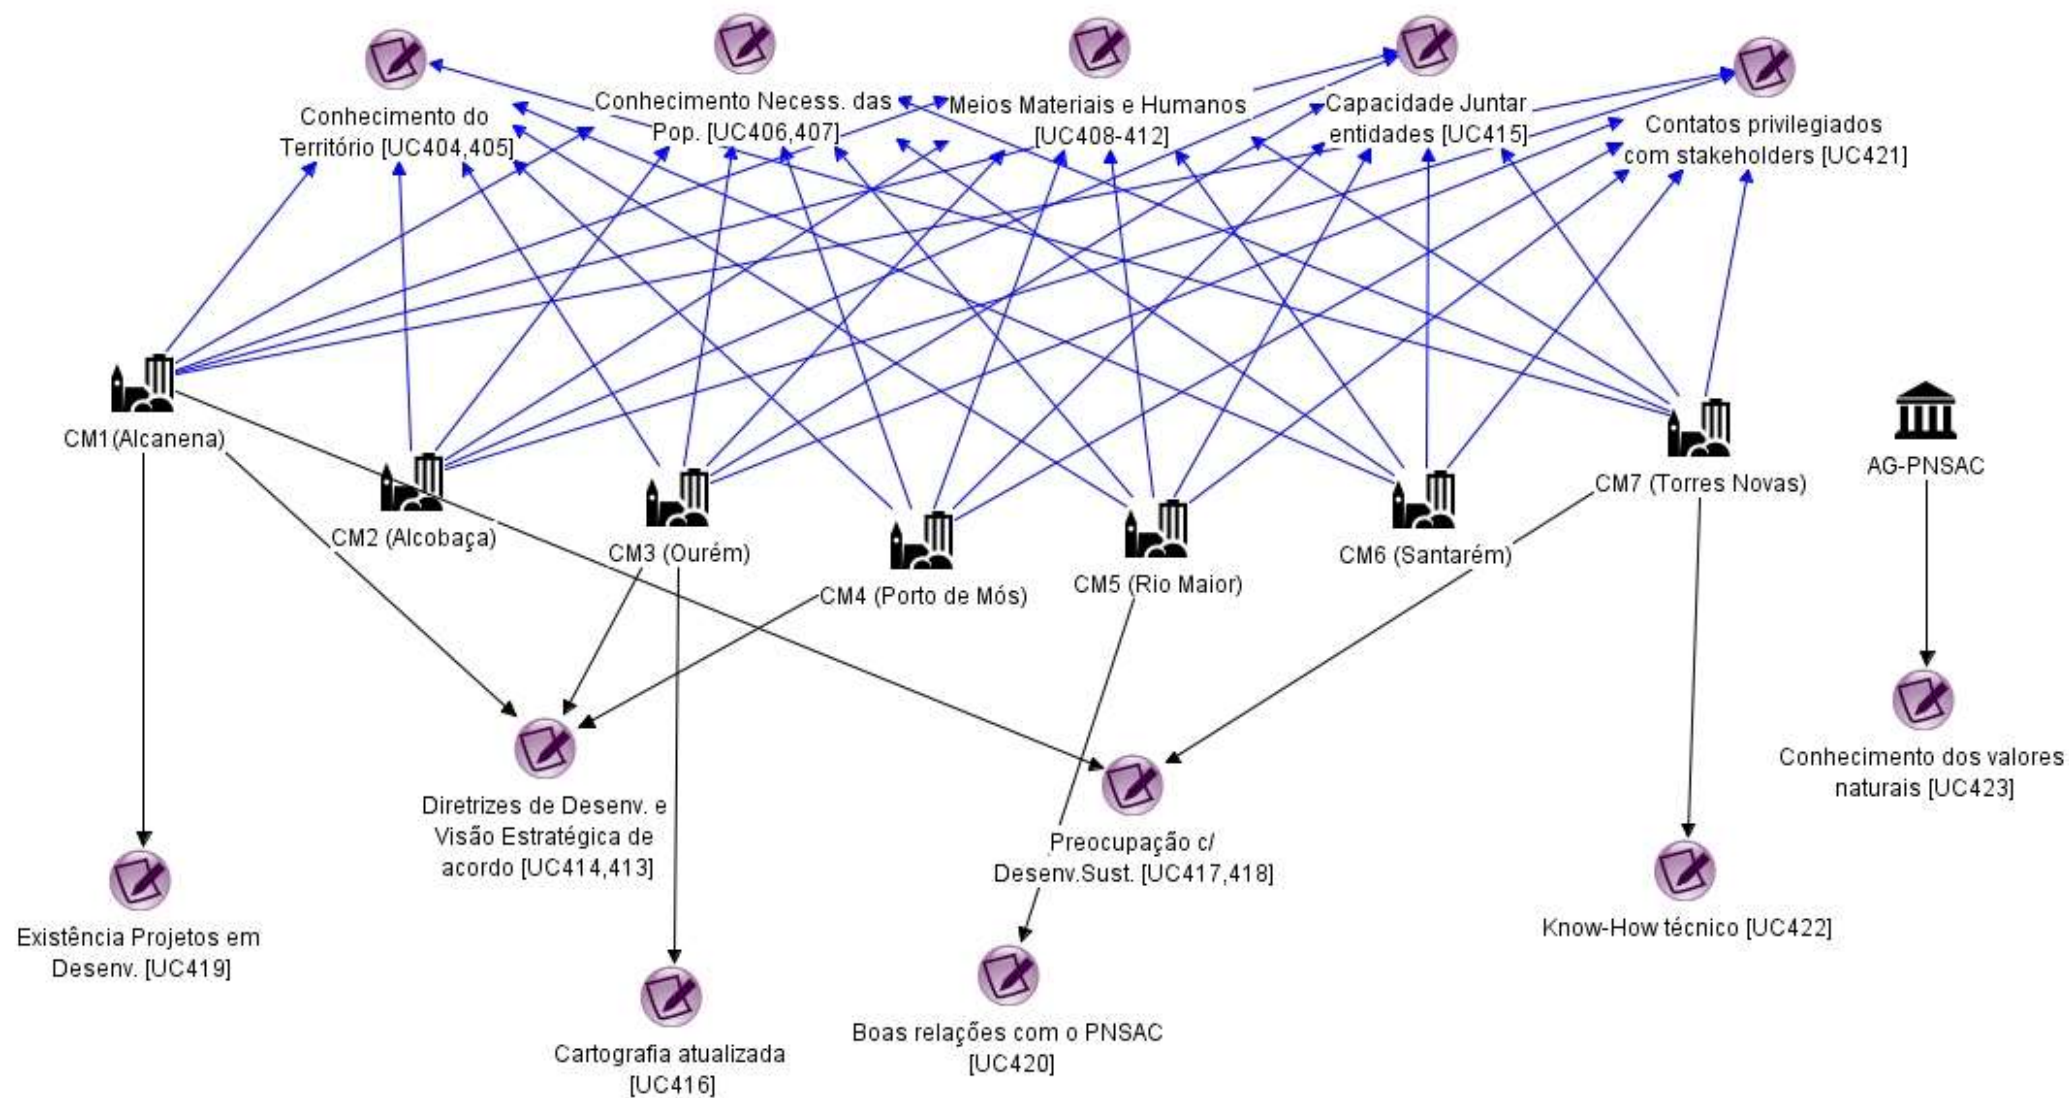 Conhecimento do
Território [UC404,405]
Conhecimento Necess. das
Pop. [UC406,407]
Meios Materiais e Humanos
[UC408-412]
Capacidade Juntar
entidades [UC415]
Contatos privilegiados
com stakeholders [UC421]
CM1(Alcanena)
CM2 (Alcobaça)
CM3 (Ourém)
CM4 (Porto de Mós)
CM5 (Rio Maior)
CM6 (Santarém)
CM7 (Torres Novas)
AG-PNSAC
Diretrizes de Desenv. e
Visão Estratégica de
acordo [UC414,413]
Preocupação c/
Desenv.Sust. [UC417,418]
Conhecimento dos valores
naturais [UC423]
Existência Projetos em
Desenv. [UC419]
Know-How técnico [UC422]
Cartografia atualizada
[UC416]
Boas relações com o PNSAC
[UC420]